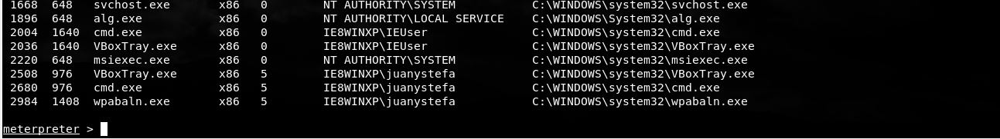 1668  648   svchost.exe      x86   0         NT AUTHORITY\SYSTEM           C:\WINDOWS\system32\svchost.exe
1896  648   alg.exe          x86   0         NT AUTHORITY\LOCAL SERVICE    C:\WINDOWS\system32\alg.exe
2004  1640  cmd.exe          x86   0         IE8WINXP\IEUser               C:\WINDOWS\system32\cmd.exe
2036  1640  VBoxTray.exe     x86   0         IE8WINXP\IEUser               C:\WINDOWS\system32\VBoxTray.exe
2220  648   msiexec.exe      x86   0         NT AUTHORITY\SYSTEM           C:\WINDOWS\system32\msiexec.exe
2508  976   VBoxTray.exe     x86   5         IE8WINXP\juanystefa           C:\WINDOWS\system32\VBoxTray.exe
2680  976   cmd.exe          x86   5         IE8WINXP\juanystefa           C:\WINDOWS\system32\cmd.exe
2984  1408  wpabaln.exe      x86   5         IE8WINXP\juanystefa           C:\WINDOWS\system32\wpabaln.exe
meterpreter >